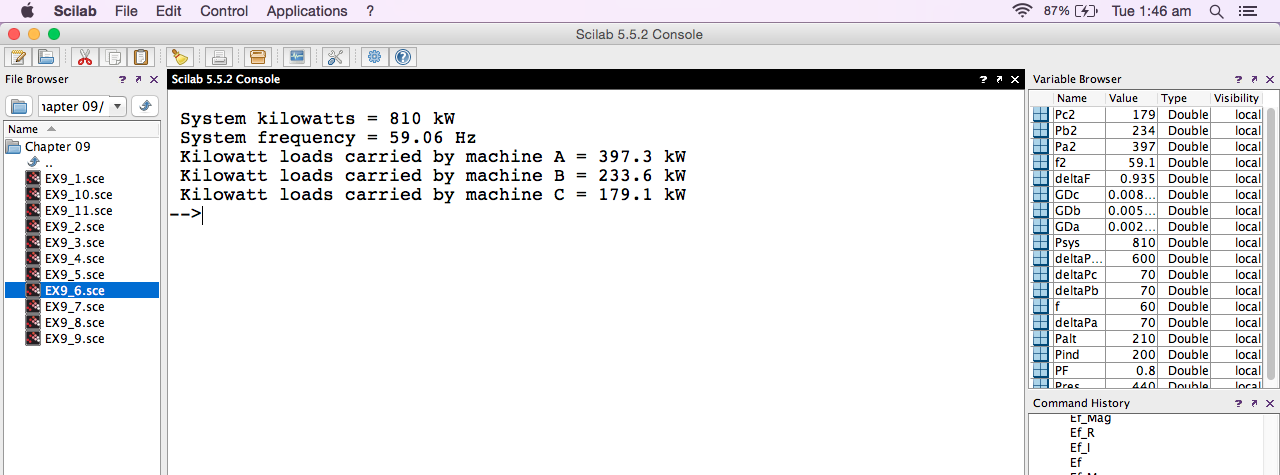 Scilab File Edit Control Applications ? 87% Tue 1:46 am
Scilab 5.5.2 Console
File Browser ? Scilab 5.5.2 Console ? Variable Browser ?
hapter 09/
Name
Chapter 09
..
EX9_1.sce
EX9_10.sce
EX9_11.sce
EX9_2.sce
EX9_3.sce
EX9_4.sce
EX9_5.sce
EX9_6.sce
EX9_7.sce
EX9_8.sce
EX9_9.sce
System kilowatts = 810 kW
System frequency = 59.06 Hz
Kilowatt loads carried by machine A = 397.3 kW
Kilowatt loads carried by machine B = 233.6 kW
Kilowatt loads carried by machine C = 179.1 kW
-->
Name Value Type Visibility
Pc2 179 Double local
Pb2 234 Double local
Pa2 397 Double local
f2 59.1 Double local
deltaF 0.935 Double local
GDc 0.008... Double local
GDb 0.005... Double local
GDa 0.002... Double local
Psys 810 Double local
deltaP... 600 Double local
deltaPc 70 Double local
deltaPb 70 Double local
f 60 Double local
deltaPa 70 Double local
Palt 210 Double local
Pind 200 Double local
PF 0.8 Double local
Pres 440 Double local
Command History ?
Ef_Mag
Ef_R
Ef_I
Ef